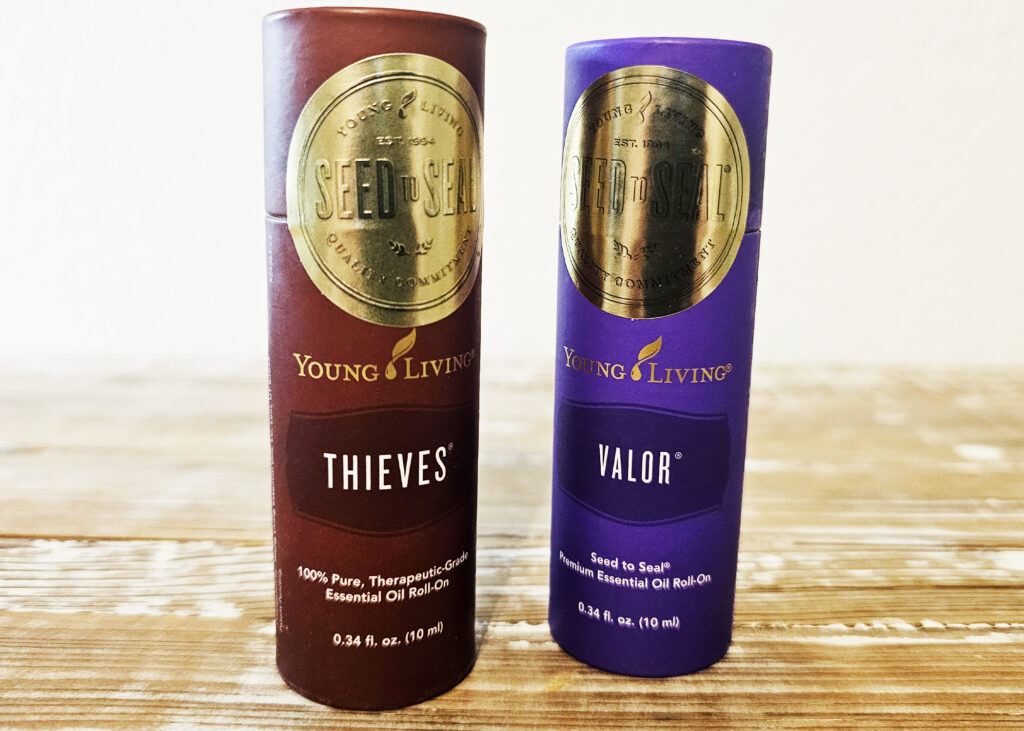 YOUNG LIVING
EST. 1994
SEED TO SEAL
QUALITY COMMITMENT
YOUNG LIVING®
THIEVES®
100% Pure, Therapeutic-Grade
Essential Oil Roll-On
0.34 fl. oz. (10 ml)
YOUNG LIVING
EST. 1994
SEED TO SEAL®
QUALITY COMMITMENT
YOUNG LIVING®
VALOR®
Seed to Seal®
Premium Essential Oil Roll-On
0.34 fl. oz. (10 ml)